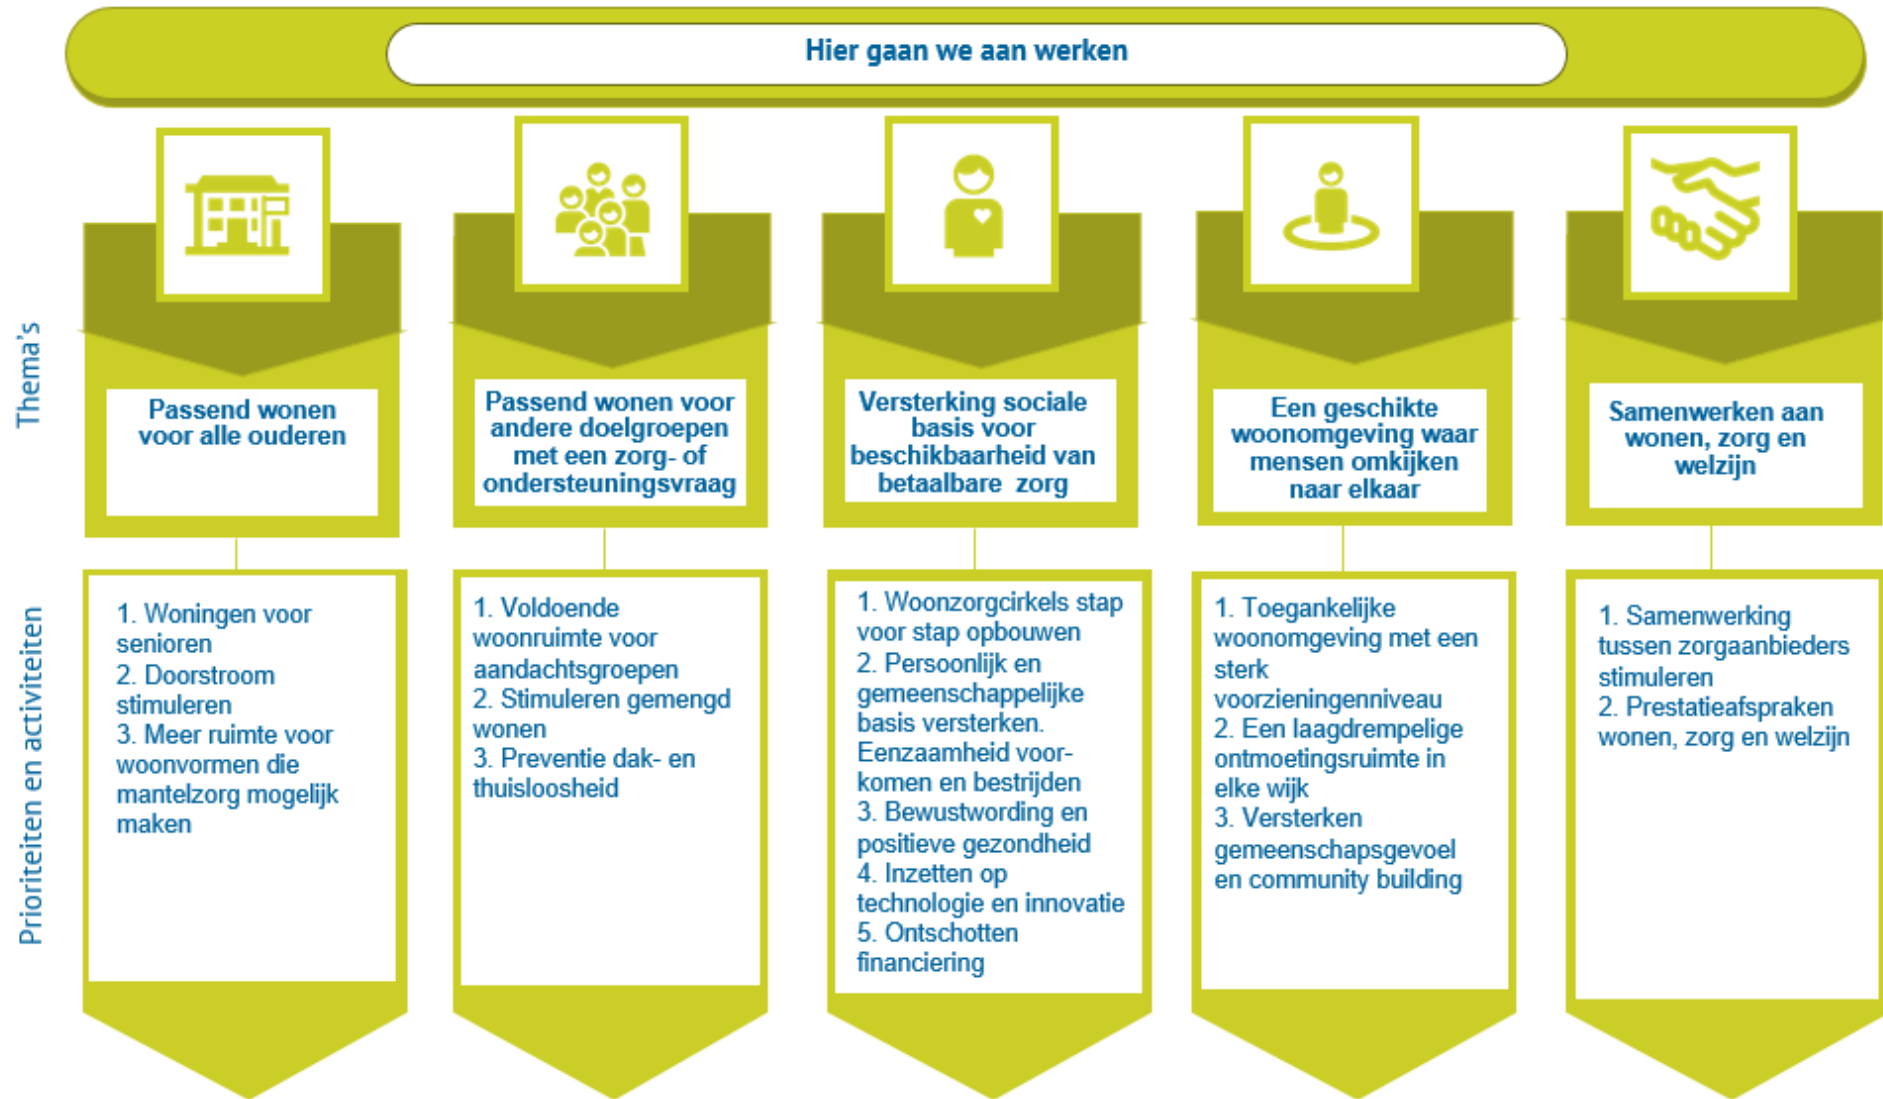 Hier gaan we aan werken
Thema's
Passend wonen
voor alle ouderen
Passend wonen voor
andere doelgroepen
met een zorg- of
ondersteuningsvraag
Versterking sociale
basis voor
beschikbaarheid van
betaalbare zorg
Een geschikte
woonomgeving waar
mensen omkijken
naar elkaar
Samenwerken aan
wonen, zorg en
welzijn
Prioriteiten en activiteiten
1. Woningen voor
senioren
2. Doorstroom
stimuleren
3. Meer ruimte voor
woonvormen die
mantelzorg mogelijk
maken
1. Voldoende
woonruimte voor
aandachtsgroepen
2. Stimuleren gemengd
wonen
3. Preventie dak- en
thuisloosheid
1. Woonzorgcirkels stap
voor stap opbouwen
2. Persoonlijk en
gemeenschappelijke
basis versterken.
Eenzaamheid voor-
komen en bestrijden
3. Bewustwording en
positieve gezondheid
4. Inzetten op
technologie en innovatie
5. Ontschotten
financiering
1. Toegankelijke
woonomgeving met een
sterk
voorzieningenniveau
2. Een laagdrempelige
ontmoetingsruimte in
elke wijk
3. Versterken
gemeenschapsgevoel
en community building
1. Samenwerking
tussen zorgaanbieders
stimuleren
2. Prestatieafspraken
wonen, zorg en welzijn